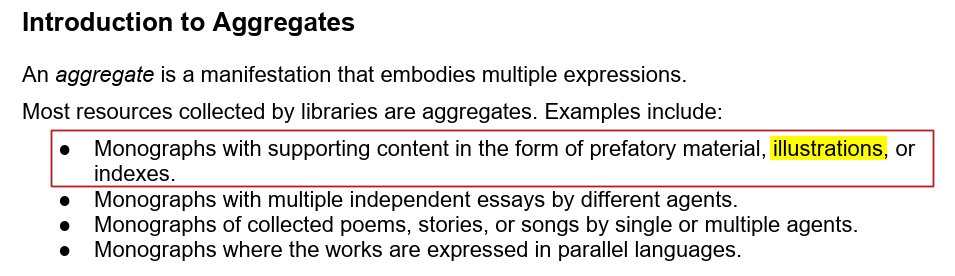 Introduction to Aggregates
An aggregate is a manifestation that embodies multiple expressions.
Most resources collected by libraries are aggregates. Examples include:
● Monographs with supporting content in the form of prefatory material, illustrations, or
indexes.
● Monographs with multiple independent essays by different agents.
● Monographs of collected poems, stories, or songs by single or multiple agents.
● Monographs where the works are expressed in parallel languages.